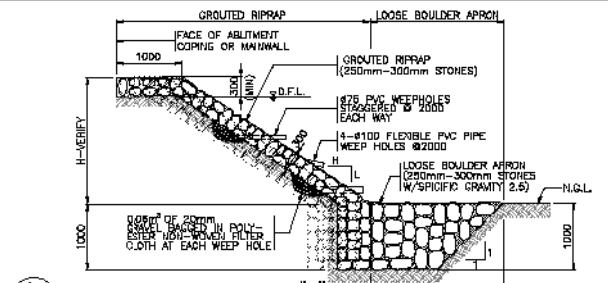 GROUTED RIPRAP
LOOSE BOULDER APRON
FACE OF ABUTMENT
COPING OR MAINWALL
1000
GROUTED RIPRAP
(250mm-300mm STONES)
300
(MIN)
D.F.L.
ø75 PVC WEEPHOLES
STAGGERED @ 2000
EACH WAY
300
4-ø100 FLEXIBLE PVC PIPE
WEEP HOLES @2000
H-VERIFY
H
L
LOOSE BOULDER APRON
(250mm-300mm STONES
W/SPICIFIC GRAVITY 2.5)
N.G.L.
0.05m³ OF 20mm
GRAVEL BAGGED IN POLY-
ESTER NON-WOVEN FILTER
CLOTH AT EACH WEEP HOLE
1000
1
1
1000